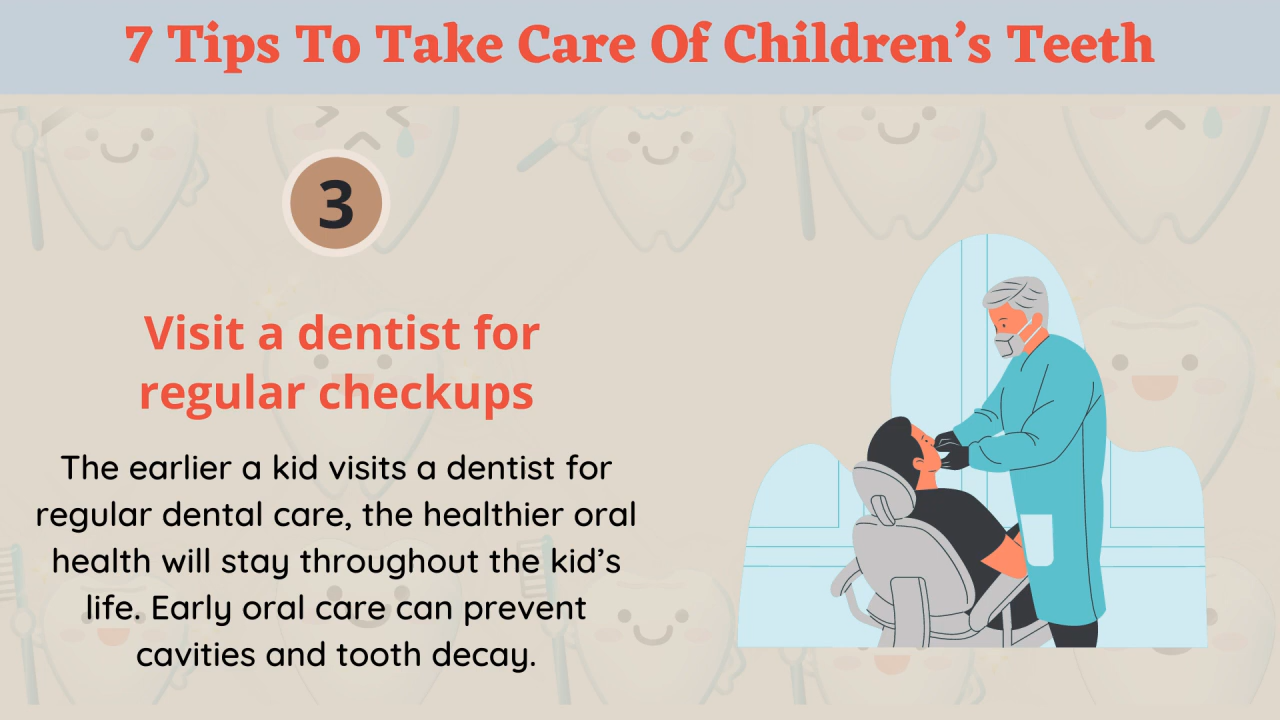 7 Tips To Take Care Of Children’s Teeth
3
Visit a dentist for
regular checkups
The earlier a kid visits a dentist for
regular dental care, the healthier oral
health will stay throughout the kid’s
life. Early oral care can prevent
cavities and tooth decay.